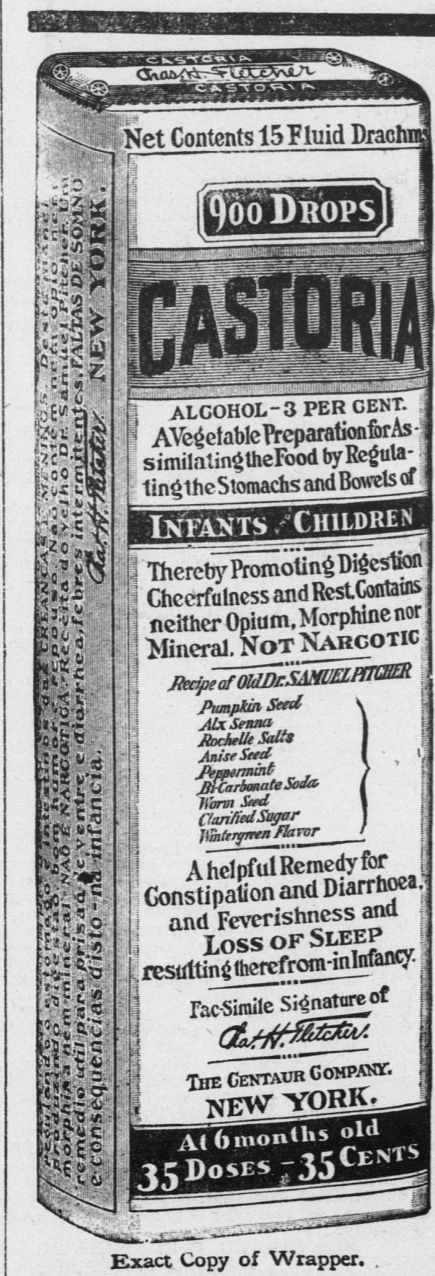 CASTORIA
Chas. H. Fletcher
CASTORIA
Net Contents 15 Fluid Drachms
900 DROPS
CASTORIA
ALCOHOL-3 PER CENT.
A Vegetable Preparation for As-
similating the Food by Regula-
ting the Stomachs and Bowels of
INFANTS CHILDREN
Thereby Promoting Digestion
Cheerfulness and Rest. Contains
neither Opium, Morphine nor
Mineral. NOT NARCOTIC
Recipe of Old Dr. SAMUEL PITCHER
Pumpkin Seed
Alx Senna
Rochelle Salts
Anise Seed
Peppermint
Bi-Carbonate Soda
Worm Seed
Clarified Sugar
Wintergreen Flavor
A helpful Remedy for
Constipation and Diarrhoea,
and Feverishness and
LOSS OF SLEEP
resulting therefrom-in Infancy.
Fac-Simile Signature of
Chas. H. Fletcher.
THE CENTAUR COMPANY.
NEW YORK.
At 6 months old
35 DOSES - 35 CENTS
morphina nem mineral. NÃO É NARCOTICA. Receita do velho Dr. Samuel Pitcher. Um
remedio util para prisão de ventre e diarrhea, febres intermittentes, FALTAS DE SOMNO
e consequencias disto - na infancia.
Chas. H. Fletcher. NEW YORK.
Exact Copy of Wrapper.